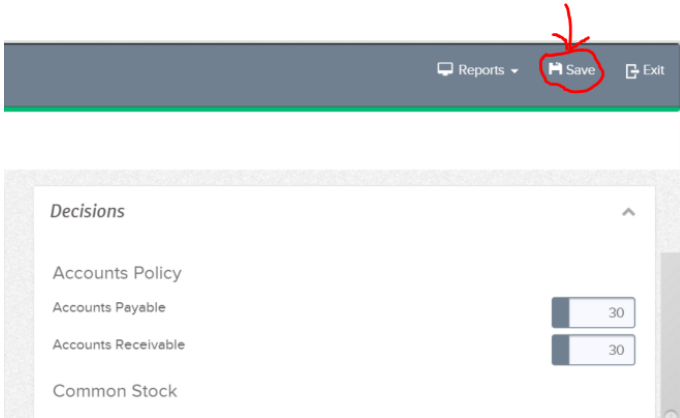 Reports Save Exit
Decisions
Accounts Policy
Accounts Payable 30
Accounts Receivable 30
Common Stock